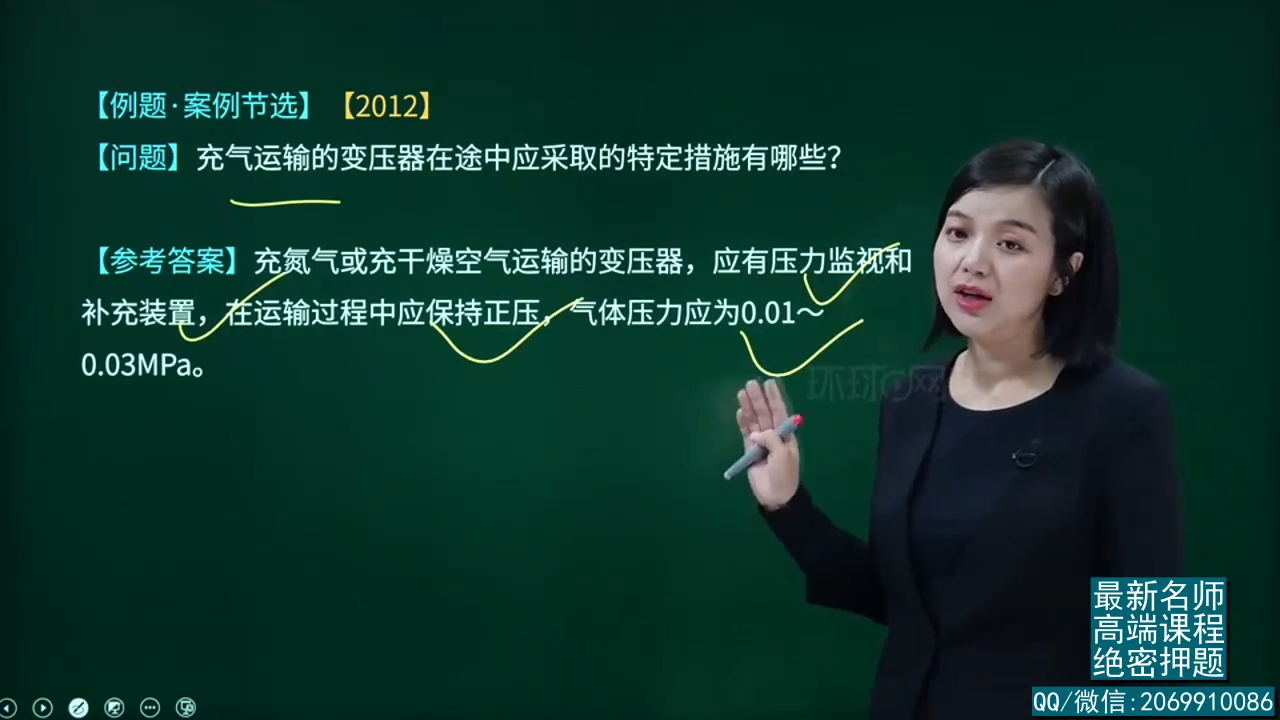 【例题·案例节选】【2012】
【问题】充气运输的变压器在途中应采取的特定措施有哪些？
【参考答案】充氮气或充干燥空气运输的变压器，应有压力监视和
补充装置，在运输过程中应保持正压，气体压力应为0.01～
0.03MPa。
环球网
最新名师
高端课程
绝密押题
QQ/微信:2069910086